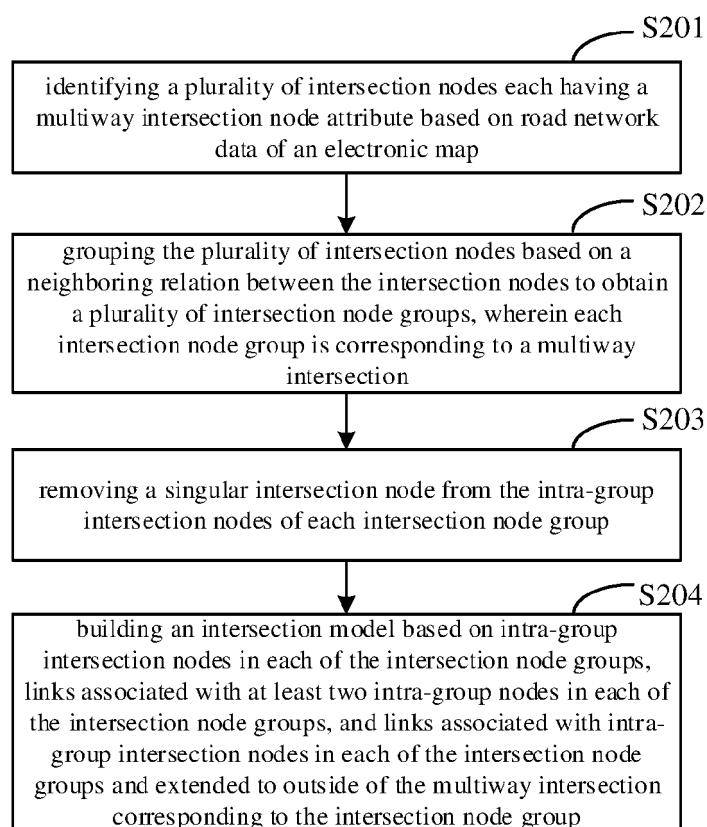 S201
identifying a plurality of intersection nodes each having a
multiway intersection node attribute based on road network
data of an electronic map
S202
grouping the plurality of intersection nodes based on a
neighboring relation between the intersection nodes to obtain
a plurality of intersection node groups, wherein each
intersection node group is corresponding to a multiway
intersection
S203
removing a singular intersection node from the intra-group
intersection nodes of each intersection node group
S204
building an intersection model based on intra-group
intersection nodes in each of the intersection node groups,
links associated with at least two intra-group nodes in each of
the intersection node groups, and links associated with intra-
group intersection nodes in each of the intersection node
groups and extended to outside of the multiway intersection
corresponding to the intersection node group